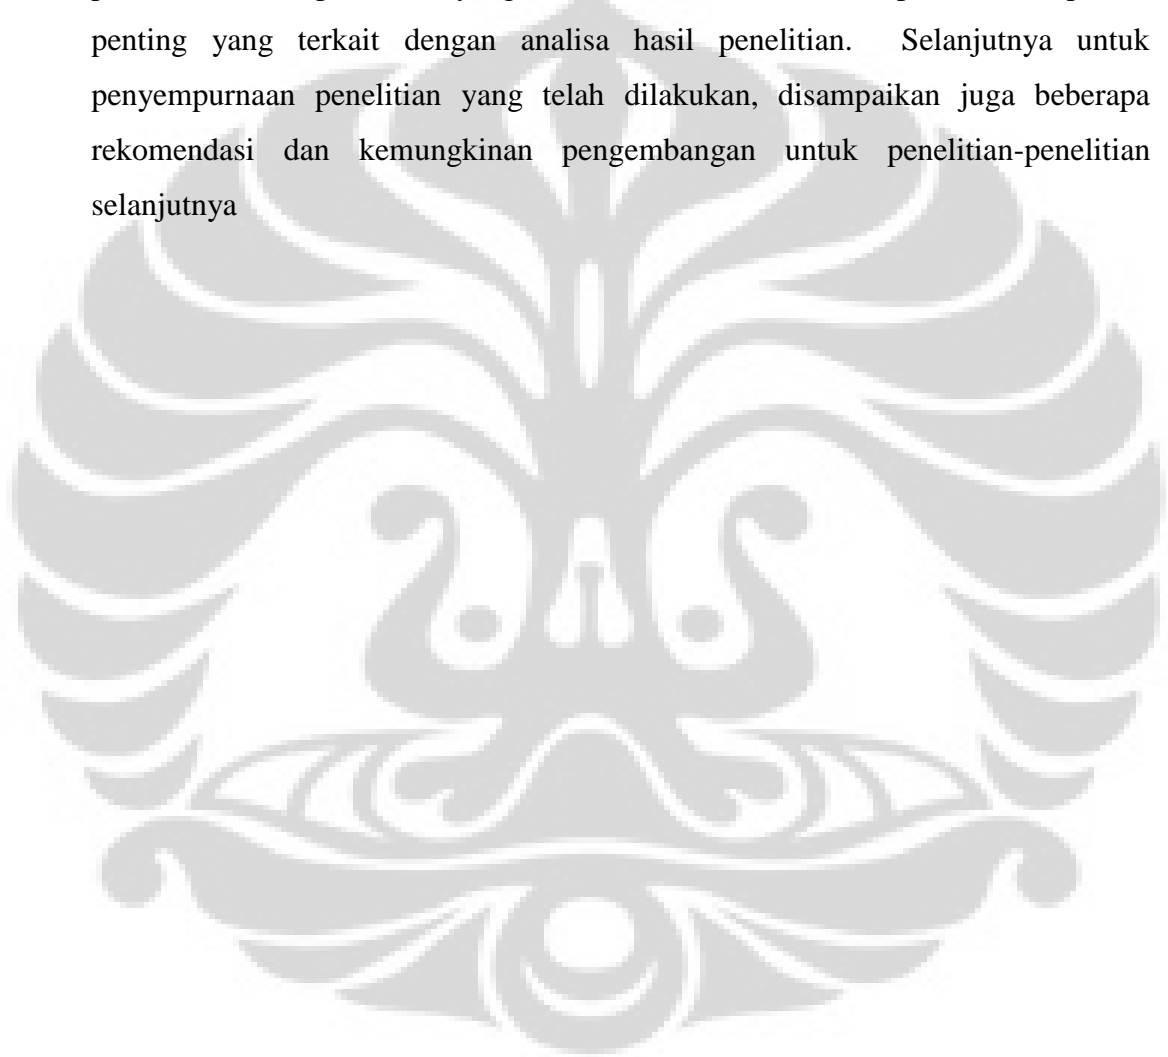 penting yang terkait dengan analisa hasil penelitian. Selanjutnya untuk
penyempurnaan penelitian yang telah dilakukan, disampaikan juga beberapa
rekomendasi dan kemungkinan pengembangan untuk penelitian-penelitian
selanjutnya